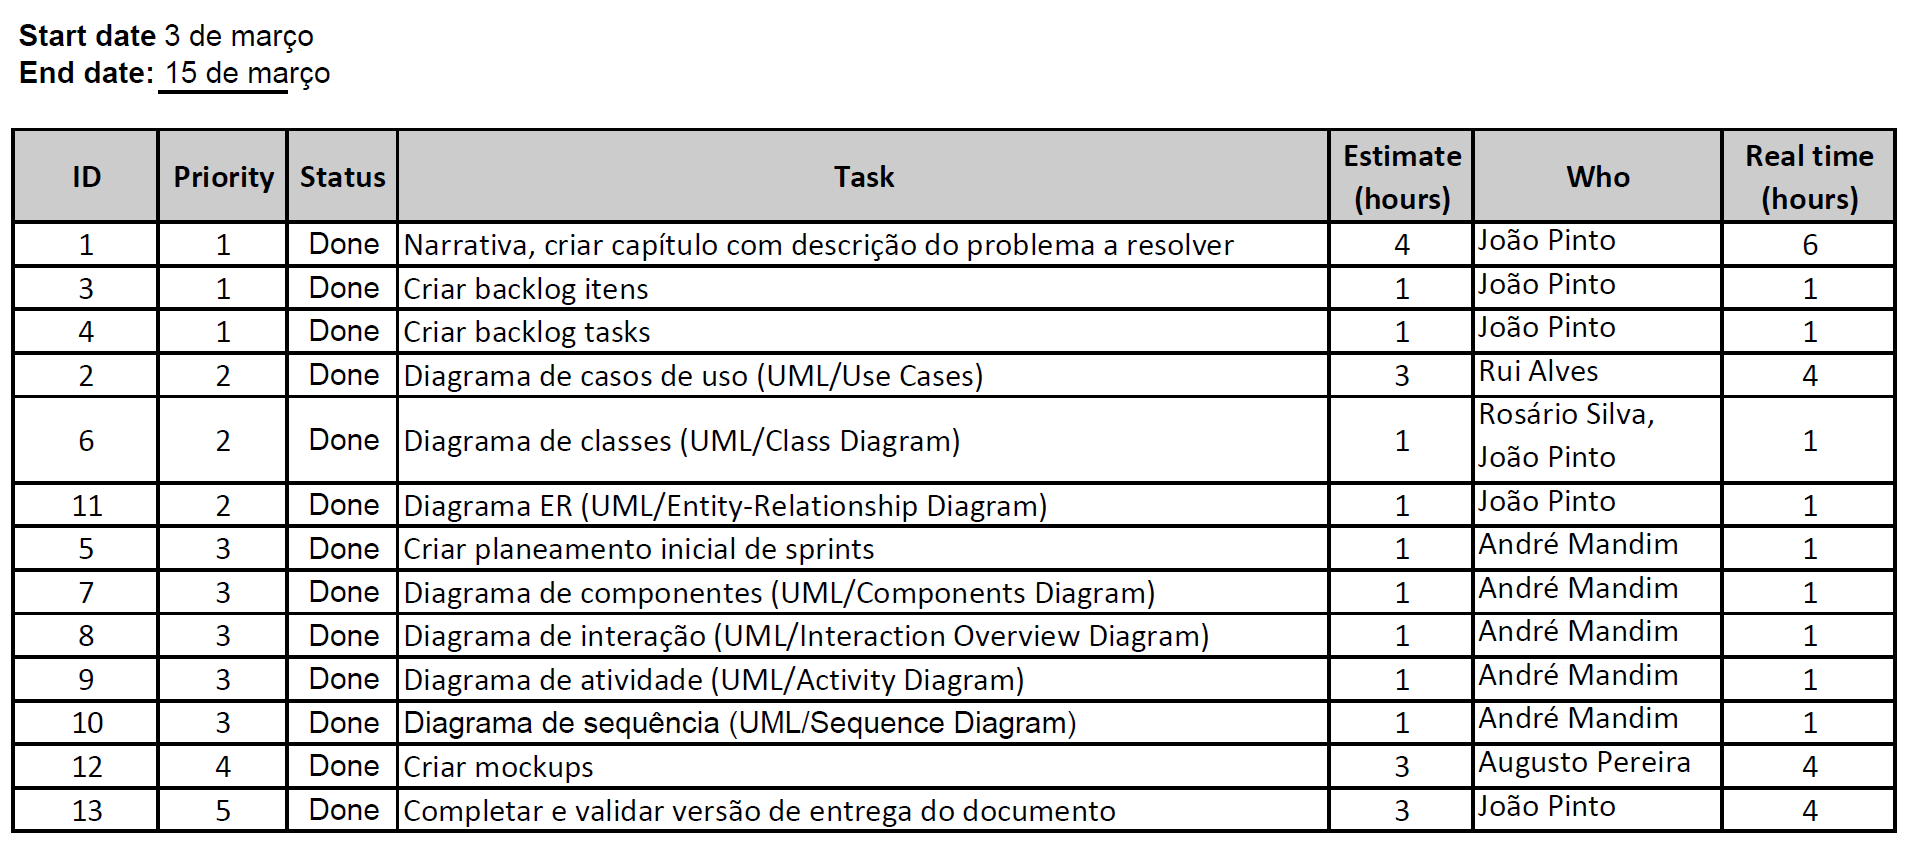 Start date 3 de março
End date: 15 de março
ID Priority Status Task Estimate (hours) Who Real time (hours)
1 1 Done Narrativa, criar capítulo com descrição do problema a resolver 4 João Pinto 6
3 1 Done Criar backlog itens 1 João Pinto 1
4 1 Done Criar backlog tasks 1 João Pinto 1
2 2 Done Diagrama de casos de uso (UML/Use Cases) 3 Rui Alves 4
6 2 Done Diagrama de classes (UML/Class Diagram) 1 Rosário Silva, João Pinto 1
11 2 Done Diagrama ER (UML/Entity-Relationship Diagram) 1 João Pinto 1
5 3 Done Criar planeamento inicial de sprints 1 André Mandim 1
7 3 Done Diagrama de componentes (UML/Components Diagram) 1 André Mandim 1
8 3 Done Diagrama de interação (UML/Interaction Overview Diagram) 1 André Mandim 1
9 3 Done Diagrama de atividade (UML/Activity Diagram) 1 André Mandim 1
10 3 Done Diagrama de sequência (UML/Sequence Diagram) 1 André Mandim 1
12 4 Done Criar mockups 3 Augusto Pereira 4
13 5 Done Completar e validar versão de entrega do documento 3 João Pinto 4